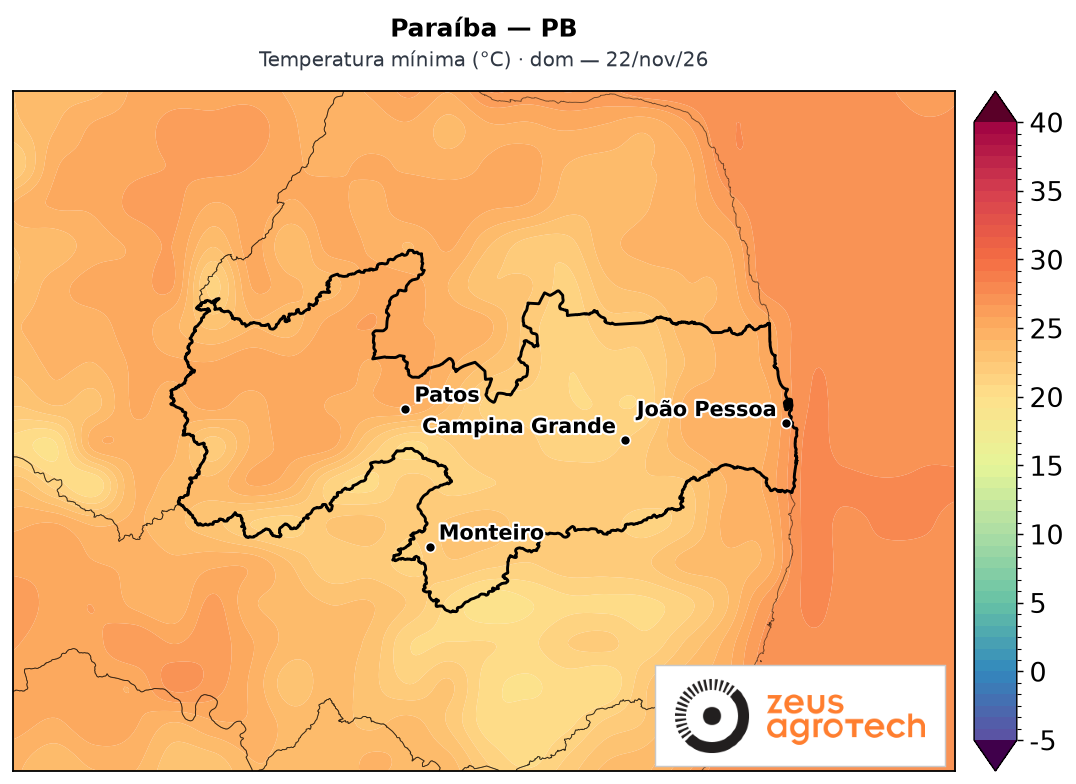 Paraíba — PB
Temperatura mínima (°C) · dom — 22/nov/26
40
35
30
25
20
15
10
5
0
-5
Patos
João Pessoa
Campina Grande
Monteiro
zeus
agrotech